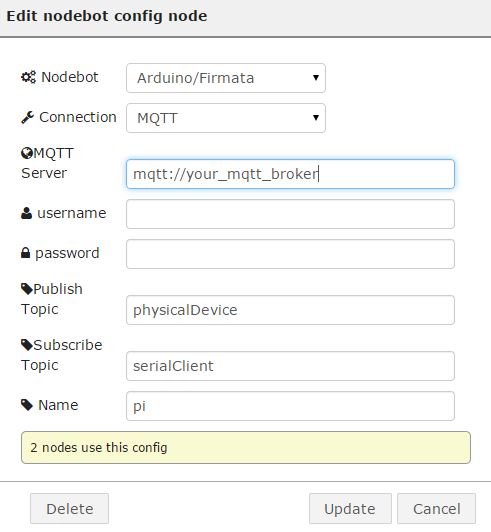 Edit nodebot config node
Nodebot Arduino/Firmata
Connection MQTT
MQTT
Server mqtt://your_mqtt_broker
username
password
Publish
Topic physicalDevice
Subscribe
Topic serialClient
Name pi
2 nodes use this config
Delete Update Cancel